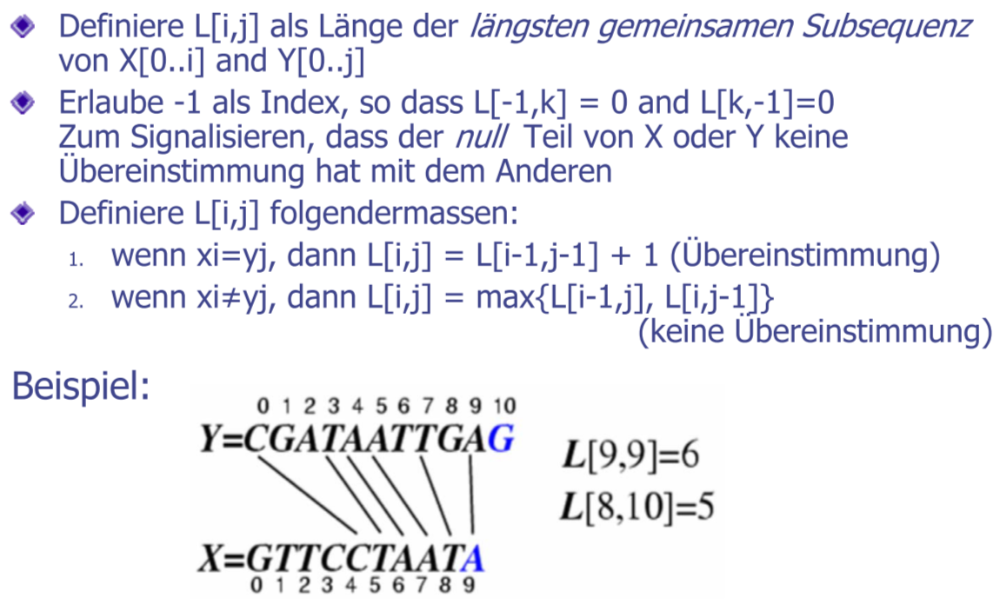 Definiere L[i,j] als Länge der längsten gemeinsamen Subsequenz
von X[0..i] and Y[0..j]
Erlaube -1 als Index, so dass L[-1,k] = 0 and L[k,-1]=0
Zum Signalisieren, dass der null Teil von X oder Y keine
Übereinstimmung hat mit dem Anderen
Definiere L[i,j] folgendermassen:
1. wenn xi=yj, dann L[i,j] = L[i-1,j-1] + 1 (Übereinstimmung)
2. wenn xi≠yj, dann L[i,j] = max{L[i-1,j], L[i,j-1]}
(keine Übereinstimmung)
Beispiel:
0 1 2 3 4 5 6 7 8 9 10
Y=CGATAATTGAG
L[9,9]=6
L[8,10]=5
X=GTTCCTAATA
0 1 2 3 4 5 6 7 8 9